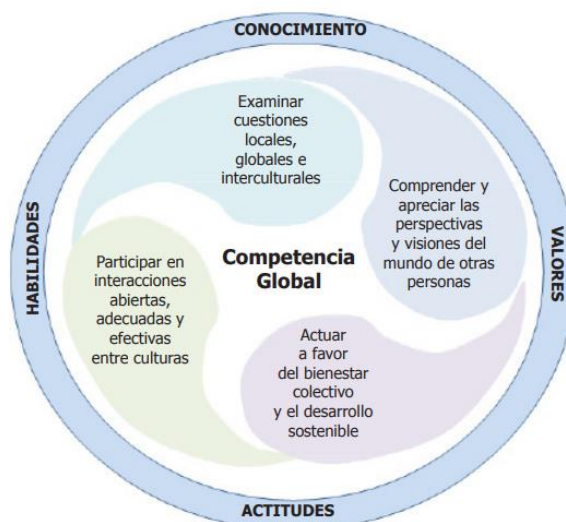 CONOCIMIENTO
Examinar
cuestiones
locales,
globales e
interculturales
Comprender y
apreciar las
perspectivas
y visiones del
mundo de otras
personas
HABILIDADES
VALORES
Competencia
Global
Participar en
interacciones
abiertas,
adecuadas y
efectivas
entre culturas
Actuar
a favor
del bienestar
colectivo
y el desarrollo
sostenible
ACTITUDES